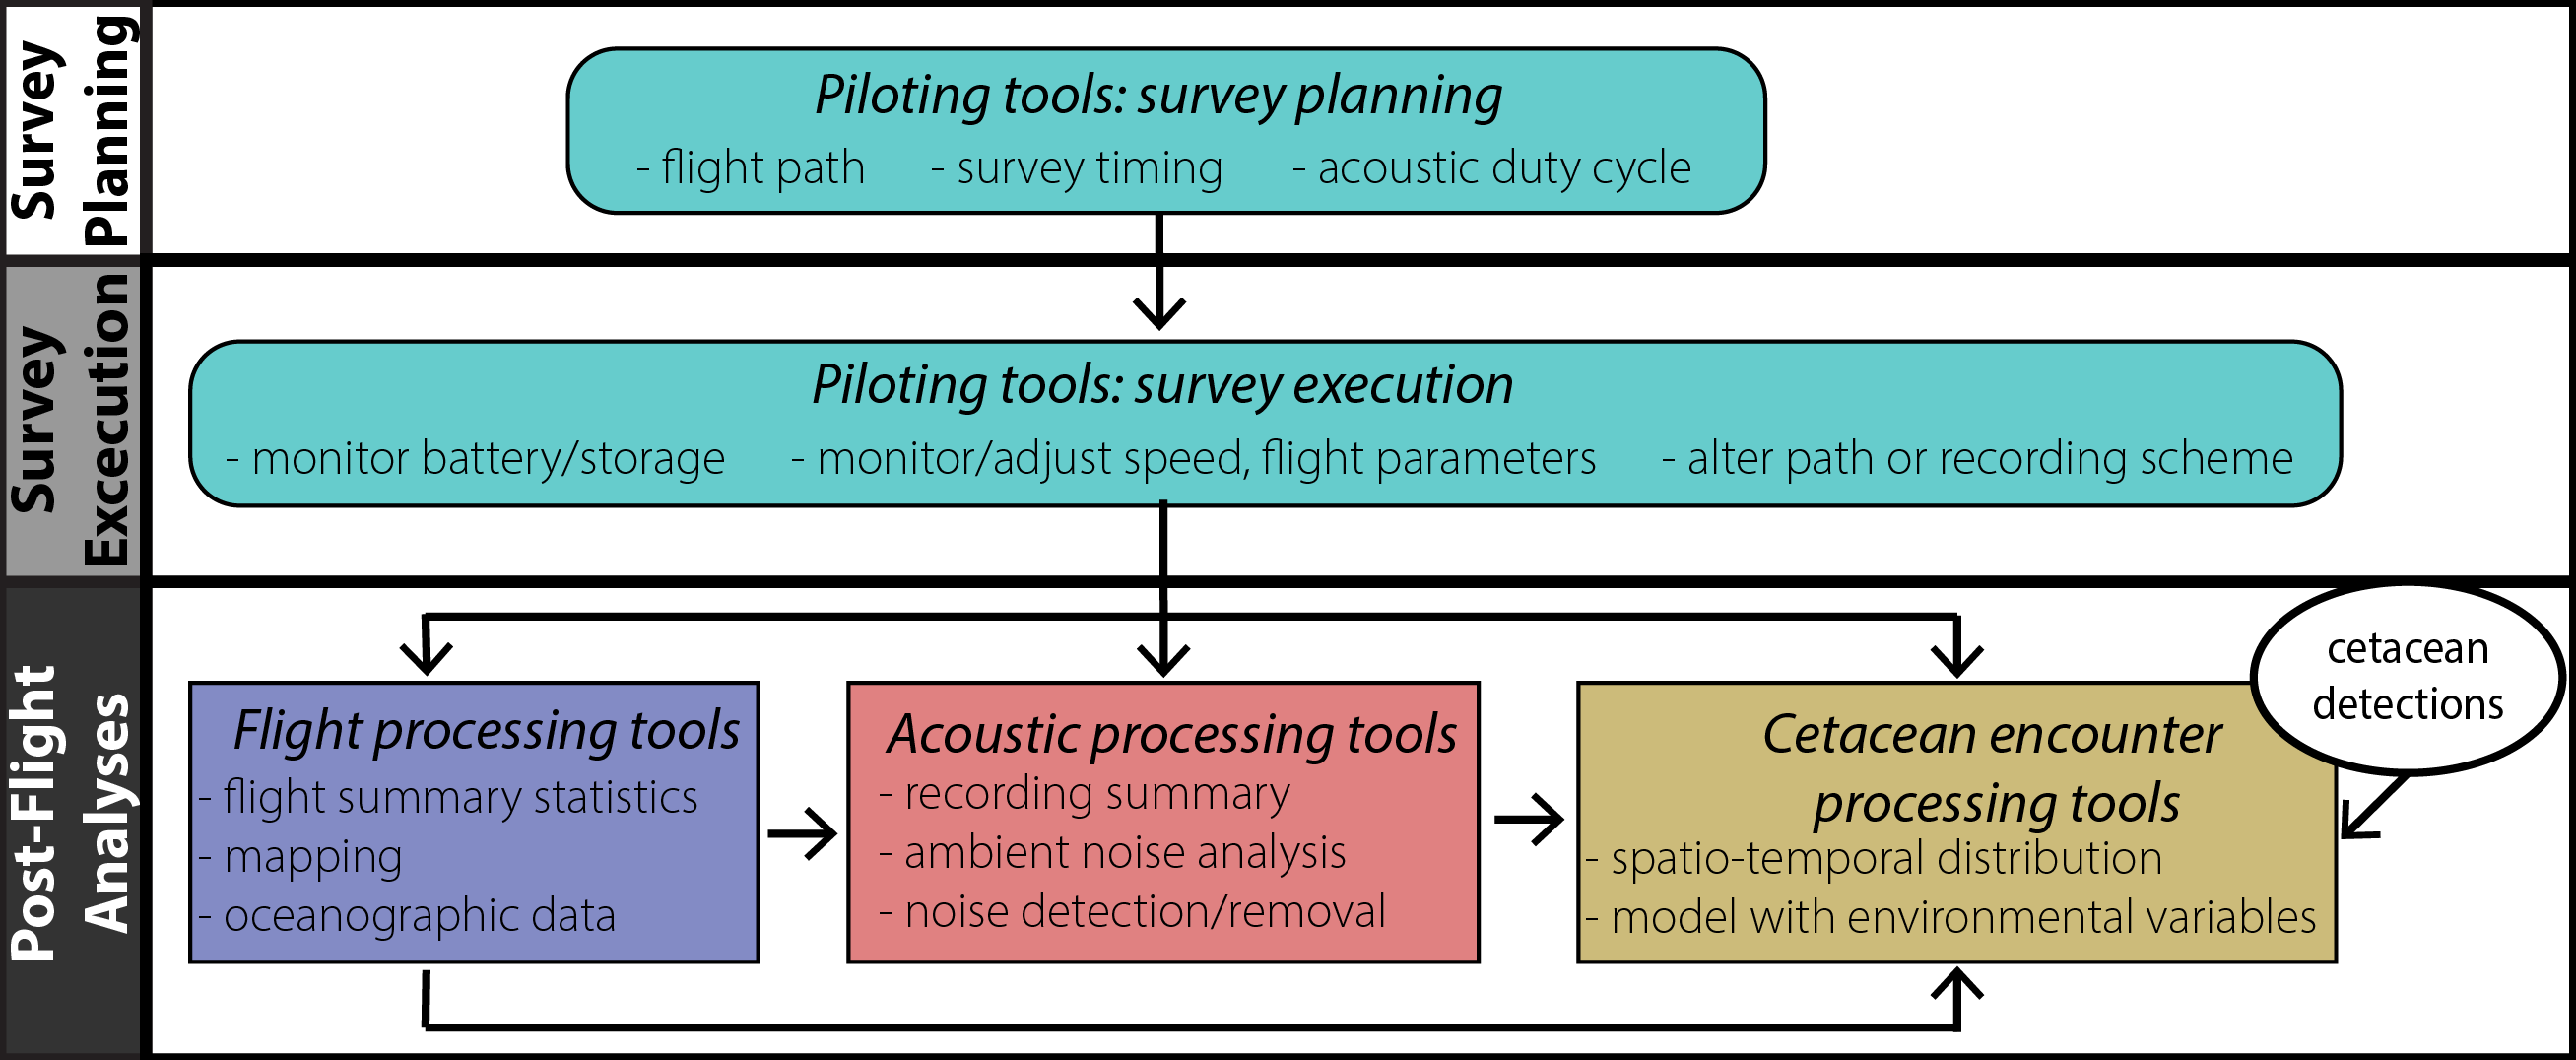 Survey
Planning
Piloting tools: survey planning
- flight path - survey timing - acoustic duty cycle
Survey
Excecution
Piloting tools: survey execution
- monitor battery/storage - monitor/adjust speed, flight parameters - alter path or recording scheme
Post-Flight
Analyses
Flight processing tools
- flight summary statistics
- mapping
- oceanographic data
Acoustic processing tools
- recording summary
- ambient noise analysis
- noise detection/removal
Cetacean encounter
processing tools
- spatio-temporal distribution
- model with environmental variables
cetacean
detections